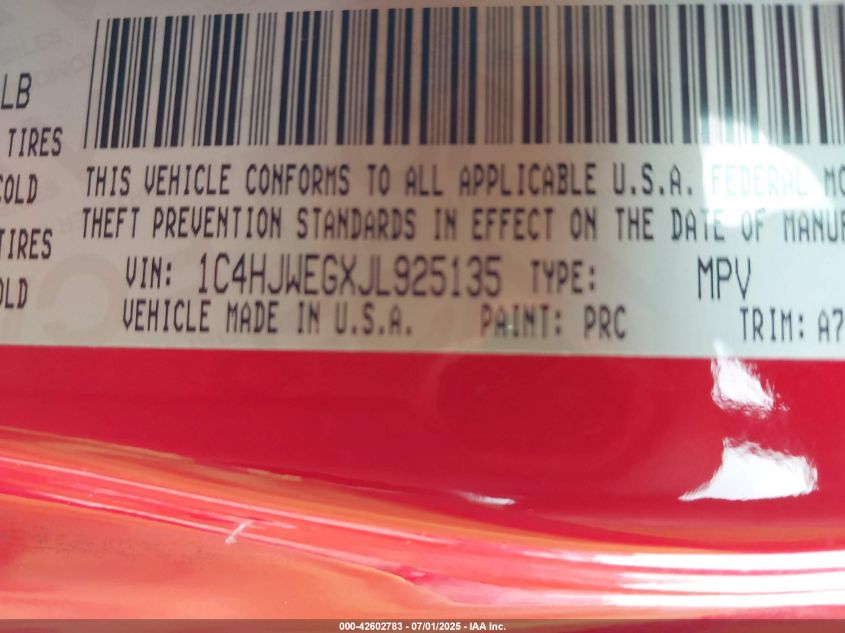 LB
TIRES
COLD
TIRES
OLD
THIS VEHICLE CONFORMS TO ALL APPLICABLE U.S.A. FEDERAL MO
THEFT PREVENTION STANDARDS IN EFFECT ON THE DATE OF MANUF
VIN: 1C4HJWEGXJL925135 TYPE: MPV
VEHICLE MADE IN U.S.A. PAINT: PRC TRIM: A7
000-42602783 - 07/01/2025 - IAA Inc.